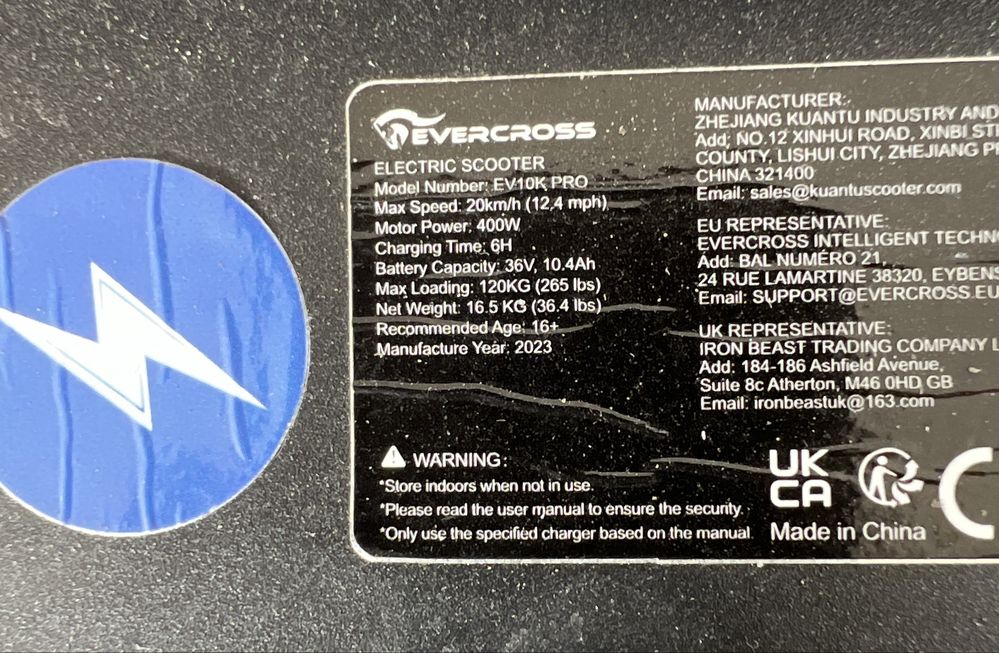 EVERCROSS
ELECTRIC SCOOTER
Model Number: EV10K PRO
Max Speed: 20km/h (12,4 mph)
Motor Power: 400W
Charging Time: 6H
Battery Capacity: 36V, 10.4Ah
Max Loading: 120KG (265 lbs)
Net Weight: 16.5 KG (36.4 lbs)
Recommended Age: 16+
Manufacture Year: 2023
WARNING:
*Store indoors when not in use.
*Please read the user manual to ensure the security.
*Only use the specified charger based on the manual.
MANUFACTURER:
ZHEJIANG KUANTU INDUSTRY AND
Add: NO.12 XINHUI ROAD, XINBI
COUNTY, LISHUI CITY, ZHEJIANG
CHINA 321400
Email: sales@kuantuscooter.com
EU REPRESENTATIVE:
EVERCROSS INTELLIGENT
Add: BAL NUMÉRO 21,
24 RUE LAMARTINE 38320, EYBENS
Email: SUPPORT@EVERCROSS.EU
UK REPRESENTATIVE:
IRON BEAST TRADING COMPANY
Add: 184-186 Ashfield Avenue,
Suite 8c Atherton, M46 0HD GB
Email: ironbeastuk@163.com
UK
CA
Made in China